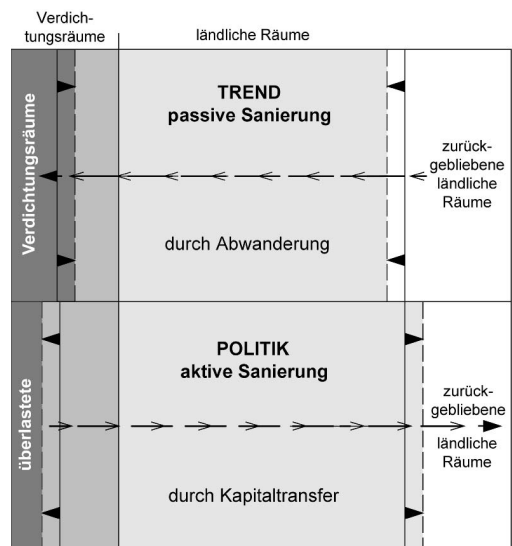 Verdich-
tungsräume
ländliche Räume
TREND
passive Sanierung
Verdichtungsräume
zurück-
gebliebene
ländliche
Räume
durch Abwanderung
POLITIK
aktive Sanierung
überlastete
zurück-
gebliebene
ländliche
Räume
durch Kapitaltransfer